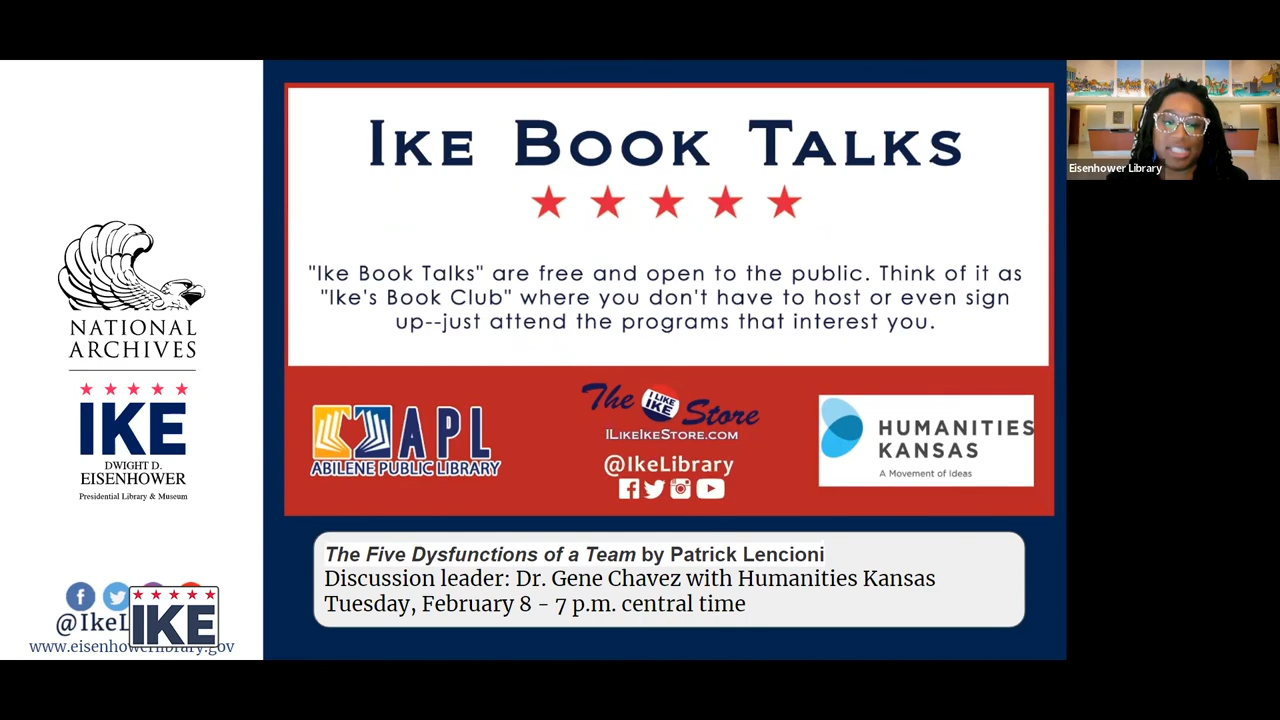 NATIONAL
ARCHIVES
IKE
DWIGHT D.
EISENHOWER
Presidential Library & Museum
@IkeL
IKE
www.eisenhowerlibrary.gov
IKE BOOK TALKS
"Ike Book Talks" are free and open to the public. Think of it as
"Ike's Book Club" where you don't have to host or even sign
up--just attend the programs that interest you.
APL
ABILENE PUBLIC LIBRARY
The I LIKE IKE Store
ILIKEIKESTORE.COM
@IkeLibrary
HUMANITIES
KANSAS
A Movement of Ideas
The Five Dysfunctions of a Team by Patrick Lencioni
Discussion leader: Dr. Gene Chavez with Humanities Kansas
Tuesday, February 8 - 7 p.m. central time
Eisenhower Library